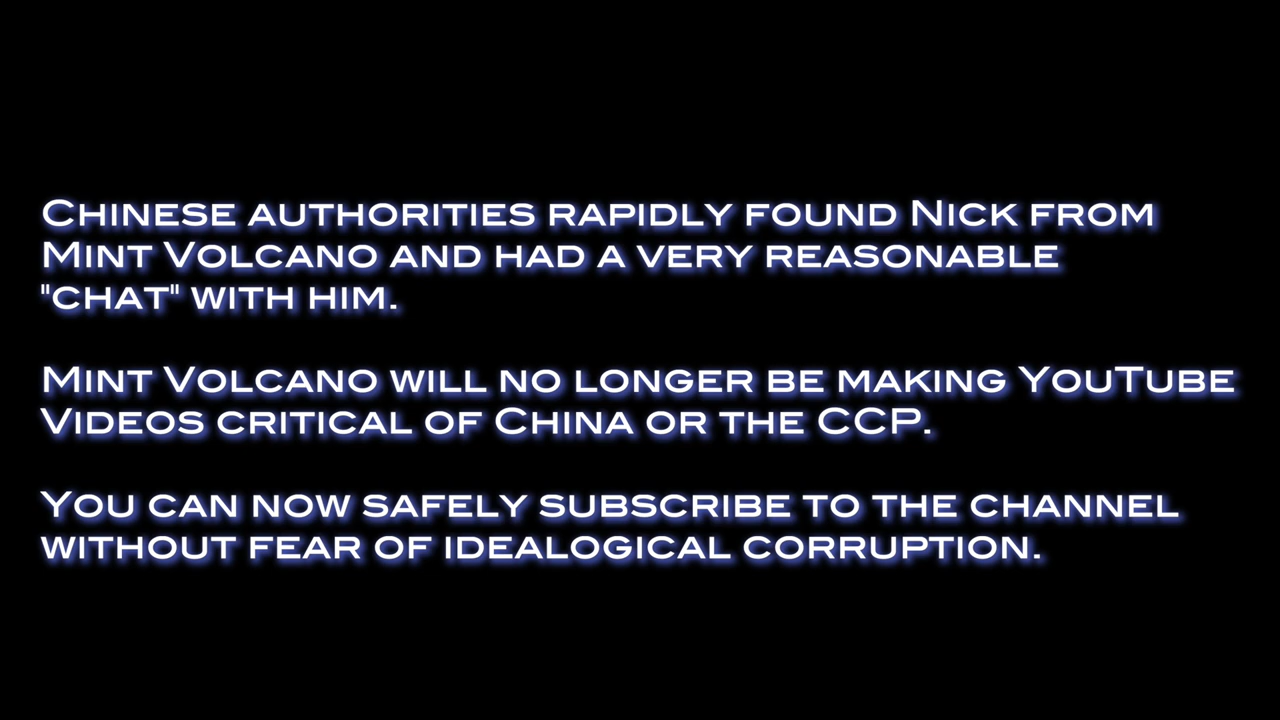 Chinese authorities rapidly found Nick from
Mint Volcano and had a very reasonable
"chat" with him.
Mint Volcano will no longer be making YouTube
Videos critical of China or the CCP.
You can now safely subscribe to the channel
without fear of idealogical corruption.